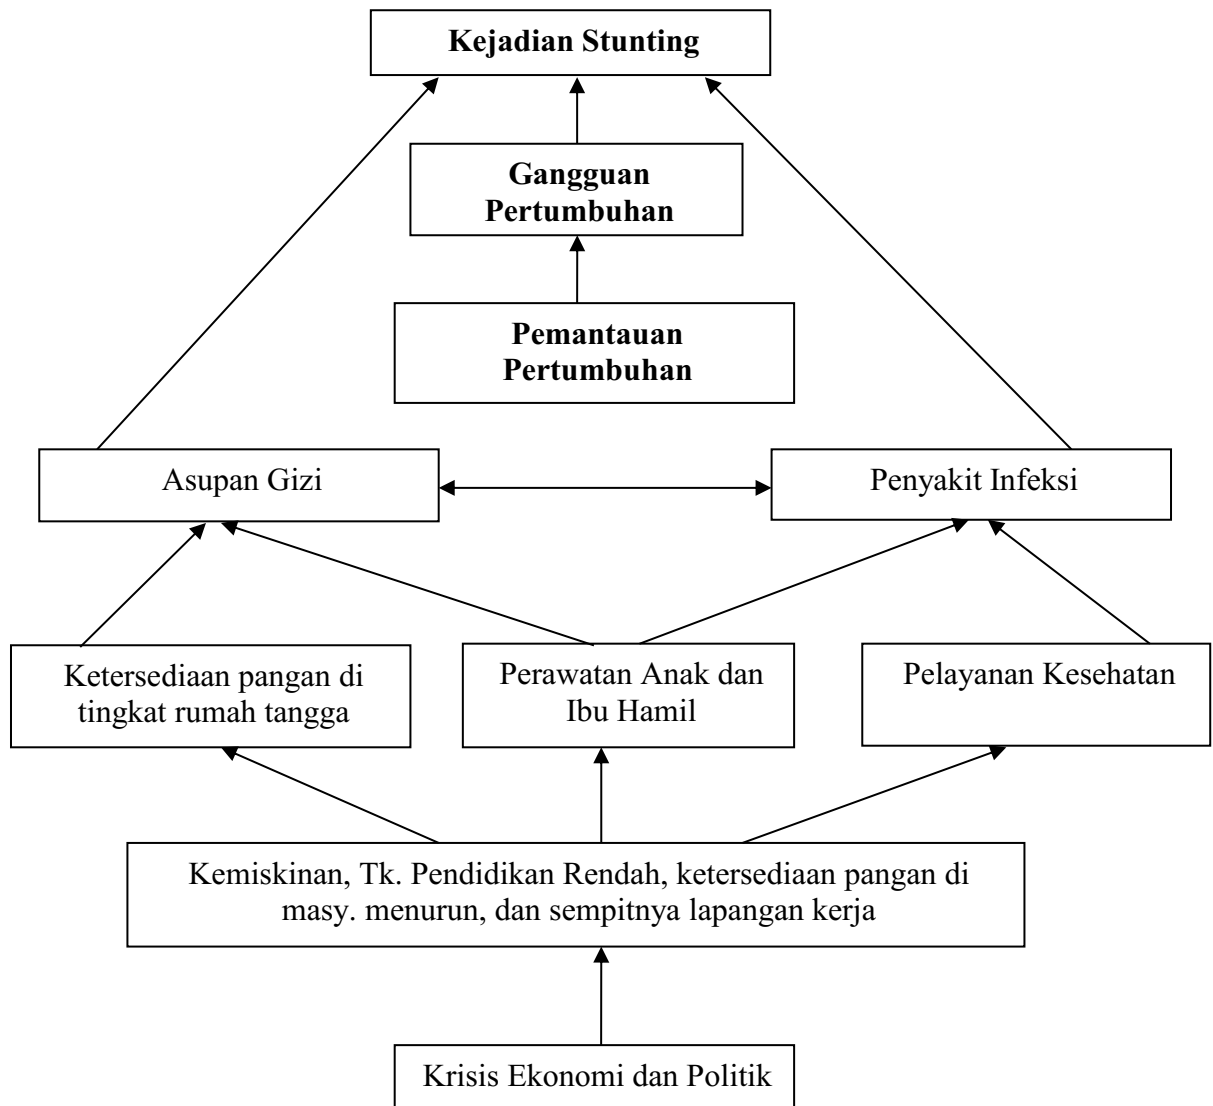 Kejadian Stunting
Gangguan
Pertumbuhan
Pemantauan
Pertumbuhan
Asupan Gizi
Penyakit Infeksi
Ketersediaan pangan di
tingkat rumah tangga
Perawatan Anak dan
Ibu Hamil
Pelayanan Kesehatan
Kemiskinan, Tk. Pendidikan Rendah, ketersediaan pangan di
masy. menurun, dan sempitnya lapangan kerja
Krisis Ekonomi dan Politik